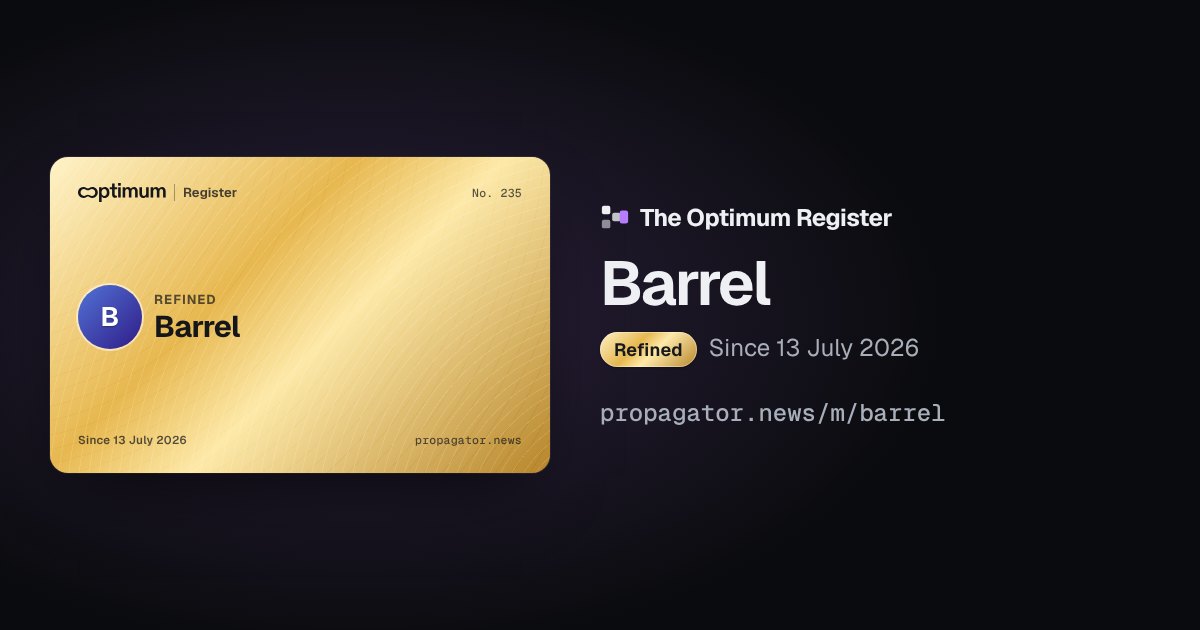 optimum | Register
No. 235
B
REFINED
Barrel
Since 13 July 2026
propagator.news
The Optimum Register
Barrel
Refined
Since 13 July 2026
propagator.news/m/barrel